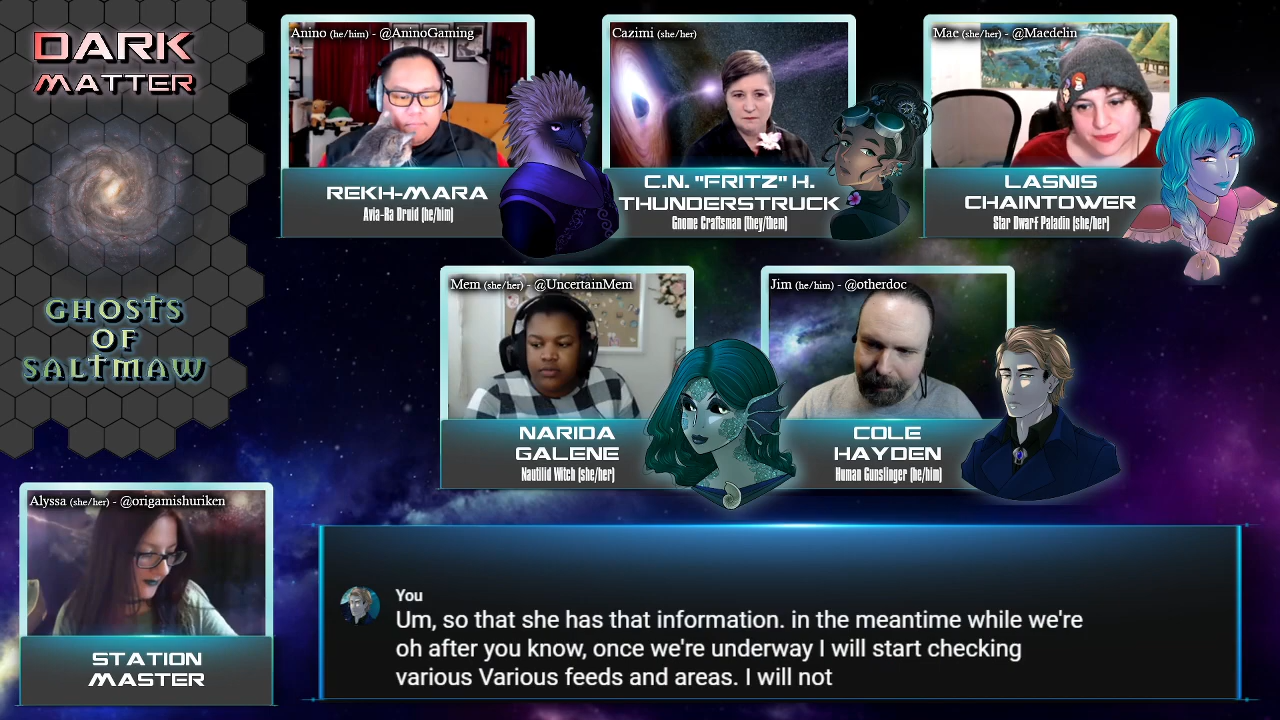 DARK
MATTER
GHOSTS
OF
SALTMAW
Anino (he/him) - @AninoGaming
REKH-MARA
Avia-Ra Druid (he/him)
Cazimi (she/her)
C.N. "FRITZ" H.
THUNDERSTRUCK
Gnome Craftsman (they/them)
Mae (she/her) - @Maedelin
LASNIS
CHAINTOWER
Star Dwarf Paladin (she/her)
Mem (she/her) - @UncertainMem
NARIDA
GALENE
Nautilid Witch (she/her)
Jim (he/him) - @otherdoc
COLE
HAYDEN
Human Gunslinger (he/him)
Alyssa (she/her) - @origamishuriken
STATION
MASTER
You
Um, so that she has that information. in the meantime while we're
oh after you know, once we're underway I will start checking
various Various feeds and areas. I will not